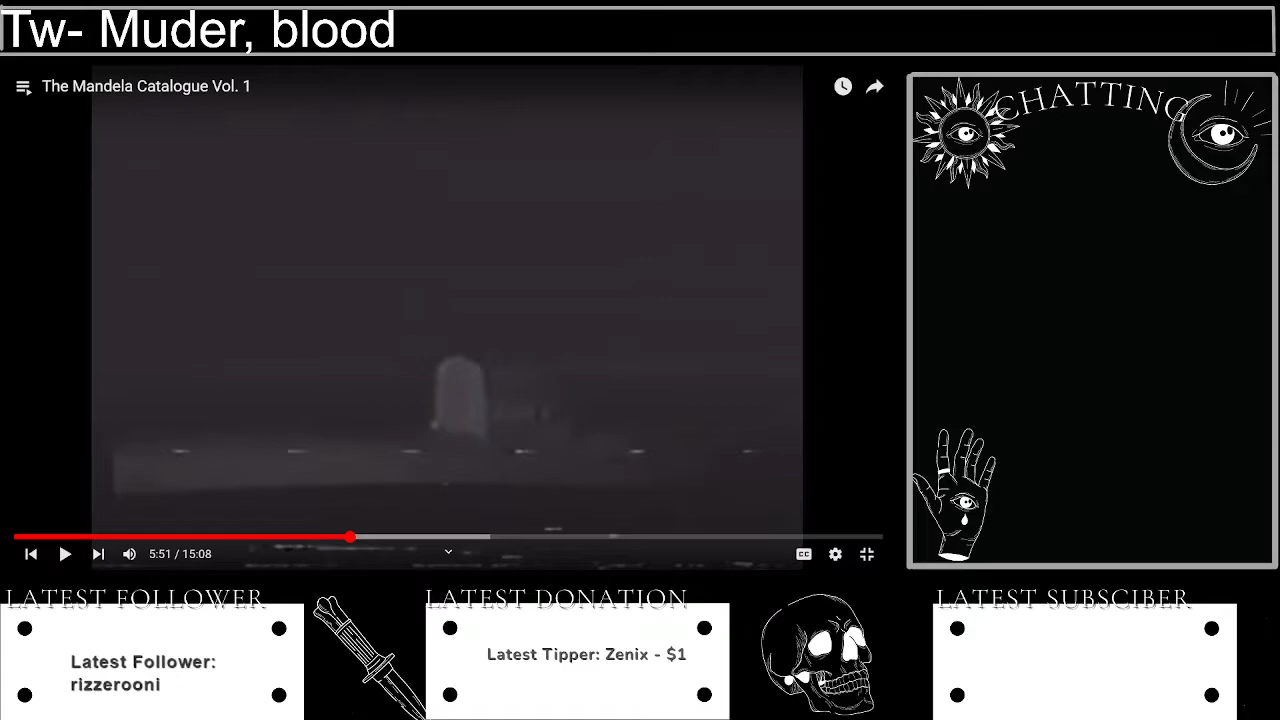 Tw- Muder, blood
The Mandela Catalogue Vol. 1
CHATTING
5:51 / 15:08
CC
LATEST FOLLOWER
LATEST DONATION
LATEST SUBSCIBER
Latest Follower:
rizzerooni
Latest Tipper: Zenix - $1